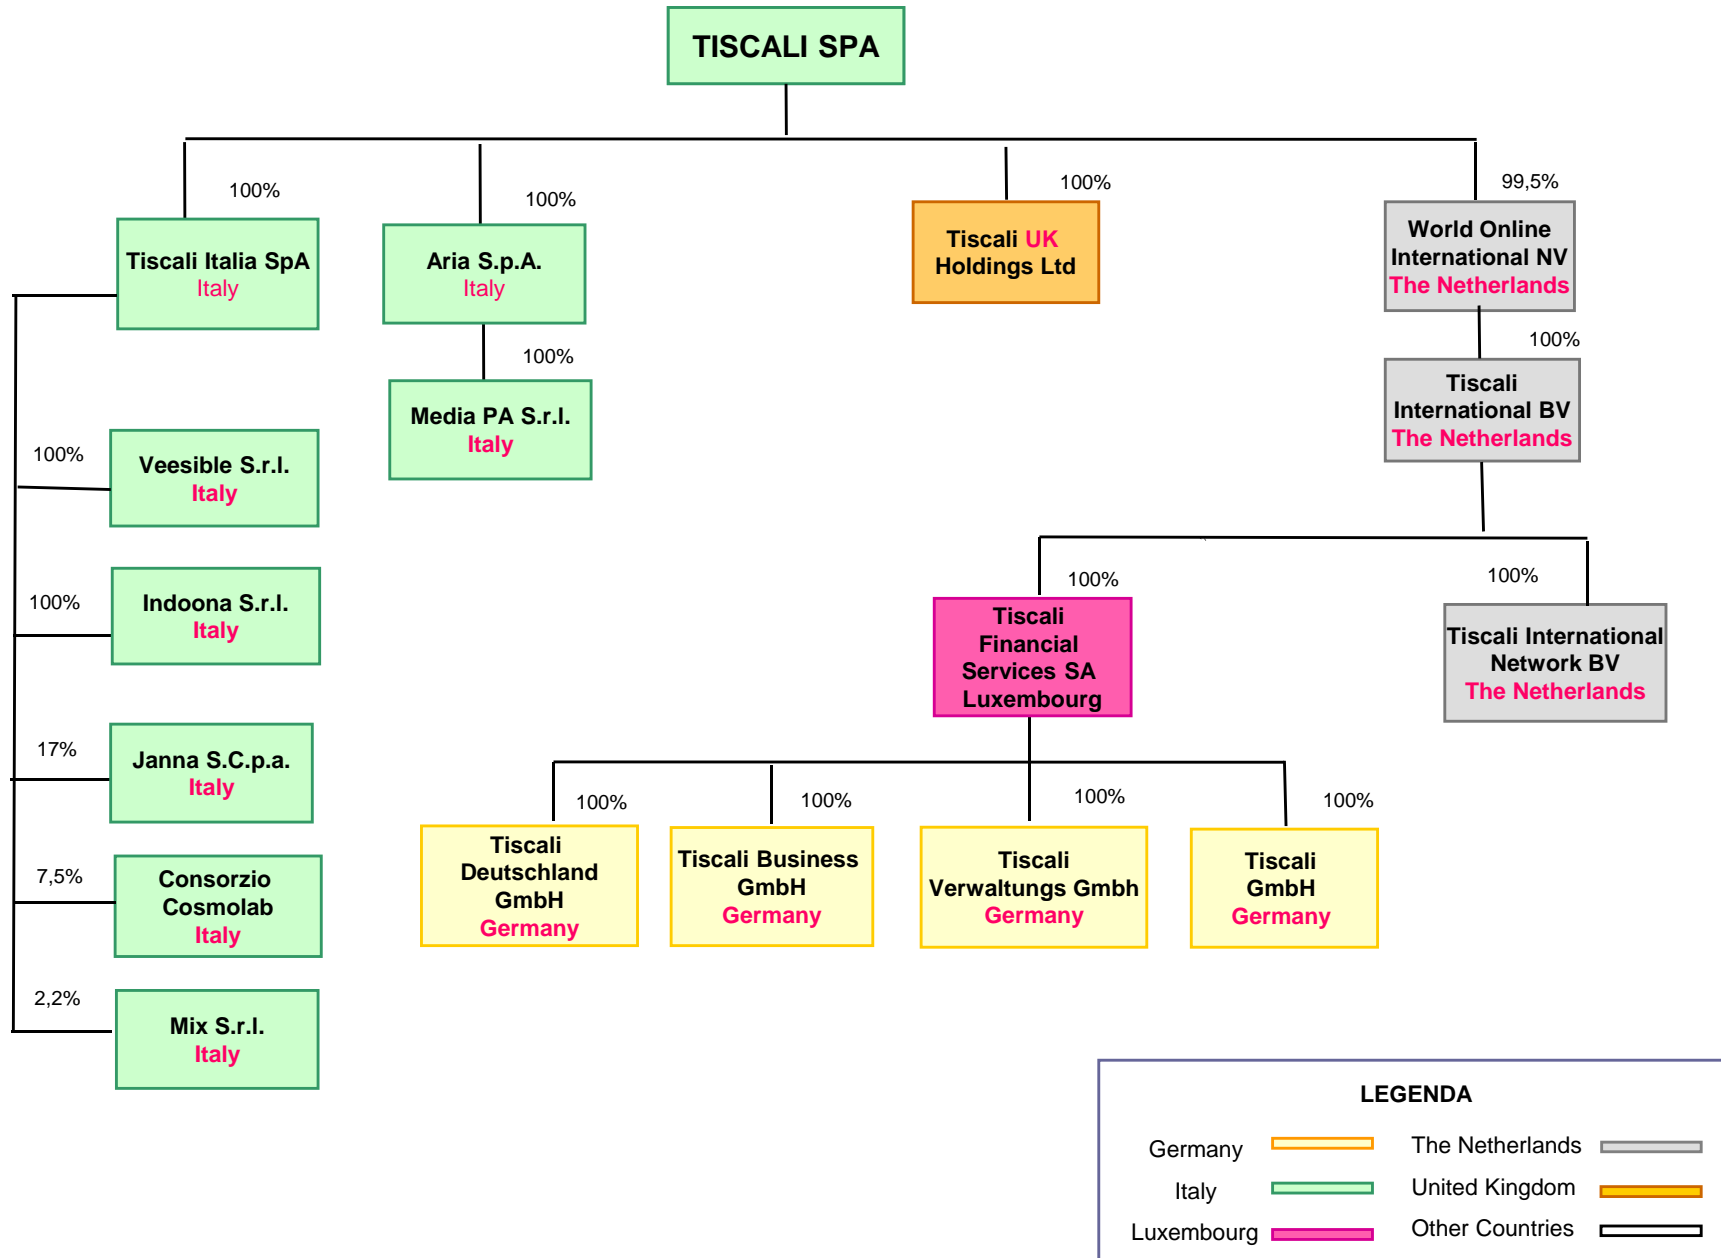 TISCALI SPA
100%
100%
100%
99,5%
Tiscali Italia SpA
Italy
Aria S.p.A.
Italy
Tiscali UK
Holdings Ltd
World Online
International NV
The Netherlands
100%
100%
Media PA S.r.l.
Italy
Tiscali
International BV
The Netherlands
100%
Veesible S.r.l.
Italy
100%
Indoona S.r.l.
Italy
100%
100%
Tiscali
Financial
Services SA
Luxembourg
Tiscali International
Network BV
The Netherlands
17%
Janna S.C.p.a.
Italy
100%
100%
100%
100%
Tiscali
Deutschland
GmbH
Germany
Tiscali Business
GmbH
Germany
Tiscali
Verwaltungs Gmbh
Germany
Tiscali
GmbH
Germany
7,5%
Consorzio
Cosmolab
Italy
2,2%
Mix S.r.l.
Italy
LEGENDA
Germany
The Netherlands
Italy
United Kingdom
Luxembourg
Other Countries